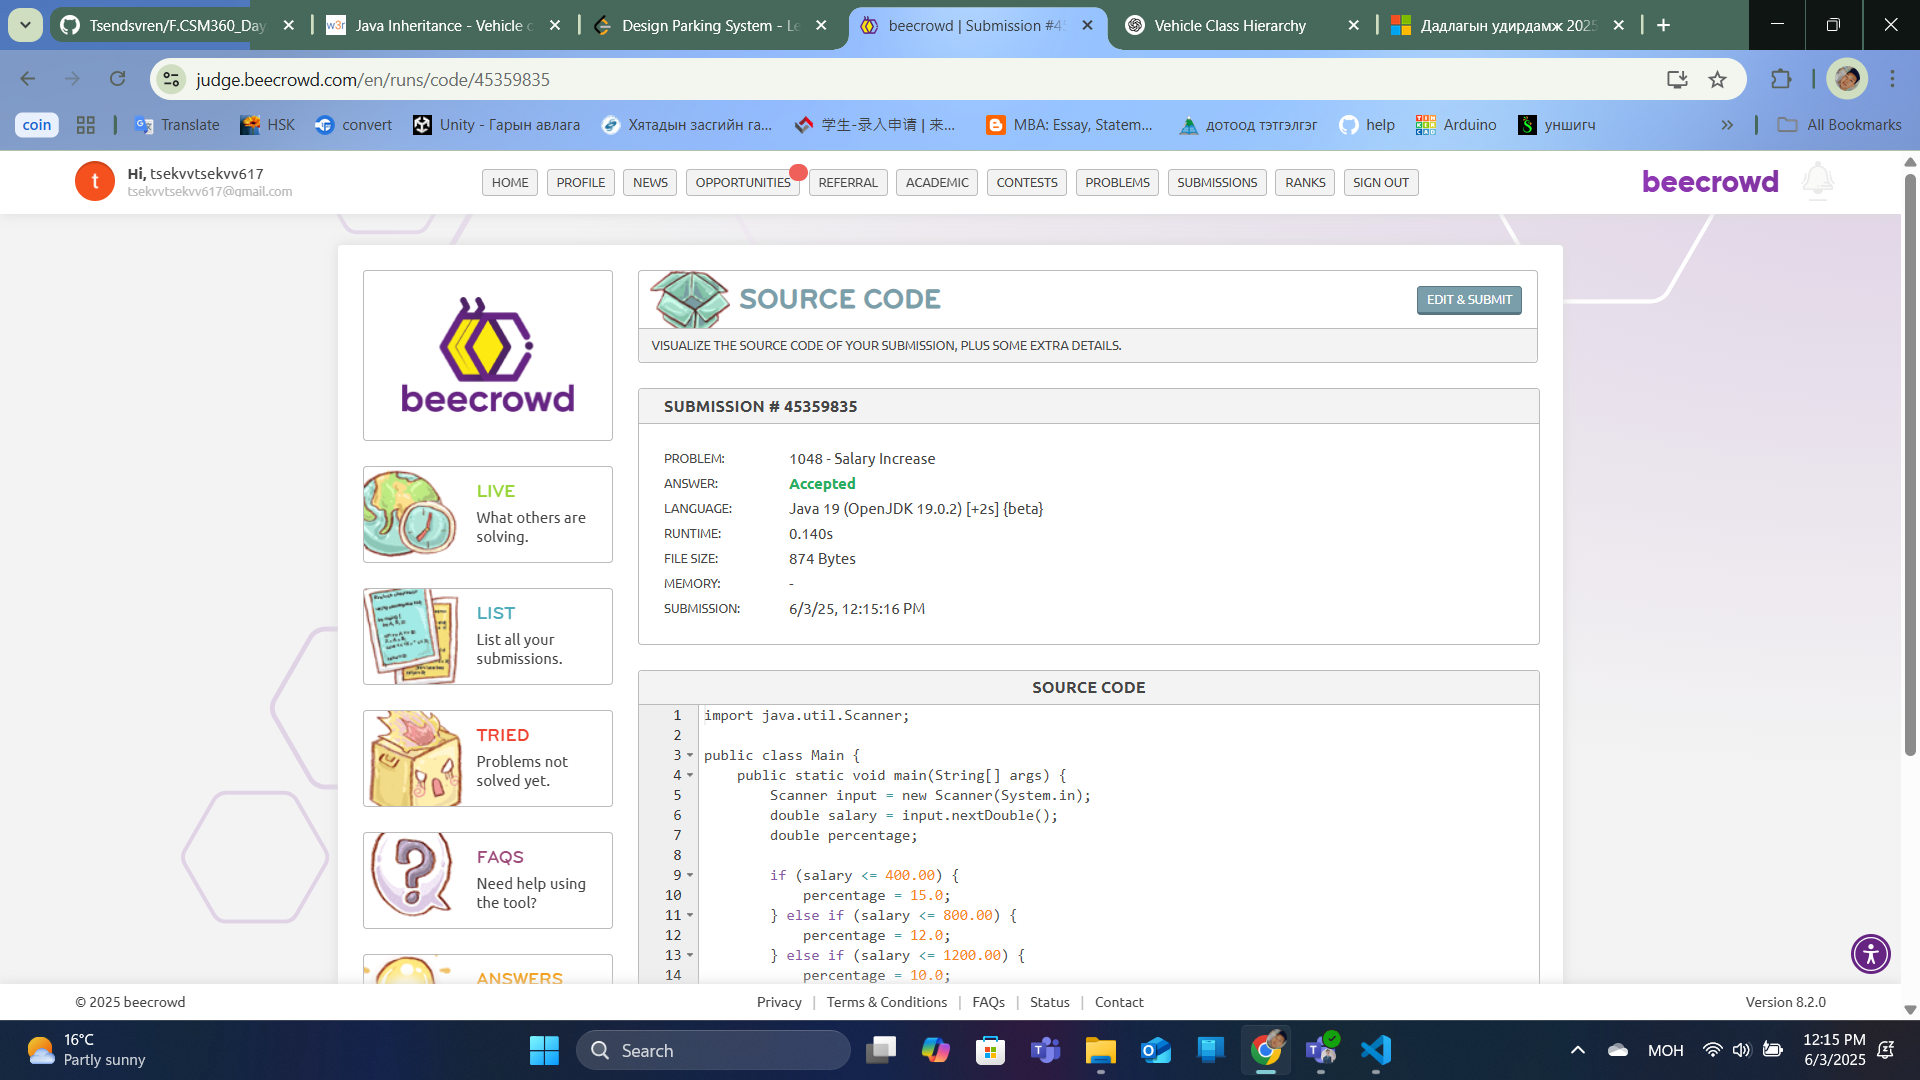 Tsendsvren/F.CSM360_Day
Java Inheritance - Vehicle c
Design Parking System - Le
beecrowd | Submission #45
Vehicle Class Hierarchy
Дадлагын удирдамж 2025
judge.beecrowd.com/en/runs/code/45359835
coin
Translate
HSK
convert
Unity - Гарын авлага
Хятадын засгийн га...
学生-录入申请 | 来...
MBA: Essay, Statem...
дотоод тэтгэлэг
help
Arduino
уншигч
All Bookmarks
t
Hi, tsekvvtsekvv617
tsekvvtsekvv617@gmail.com
HOME
PROFILE
NEWS
OPPORTUNITIES
REFERRAL
ACADEMIC
CONTESTS
PROBLEMS
SUBMISSIONS
RANKS
SIGN OUT
beecrowd
beecrowd
SOURCE CODE
EDIT & SUBMIT
VISUALIZE THE SOURCE CODE OF YOUR SUBMISSION, PLUS SOME EXTRA DETAILS.
SUBMISSION # 45359835
PROBLEM: 1048 - Salary Increase
ANSWER: Accepted
LANGUAGE: Java 19 (OpenJDK 19.0.2) [+2s] {beta}
RUNTIME: 0.140s
FILE SIZE: 874 Bytes
MEMORY: -
SUBMISSION: 6/3/25, 12:15:16 PM
LIVE
What others are
solving.
LIST
List all your
submissions.
TRIED
Problems not
solved yet.
FAQS
Need help using
the tool?
ANSWERS
SOURCE CODE
1 import java.util.Scanner;
2
3 public class Main {
4     public static void main(String[] args) {
5         Scanner input = new Scanner(System.in);
6         double salary = input.nextDouble();
7         double percentage;
8
9         if (salary <= 400.00) {
10             percentage = 15.0;
11         } else if (salary <= 800.00) {
12             percentage = 12.0;
13         } else if (salary <= 1200.00) {
14             percentage = 10.0;
© 2025 beecrowd
Privacy | Terms & Conditions | FAQs | Status | Contact
Version 8.2.0
16°C
Partly sunny
Search
МОН
12:15 PM
6/3/2025